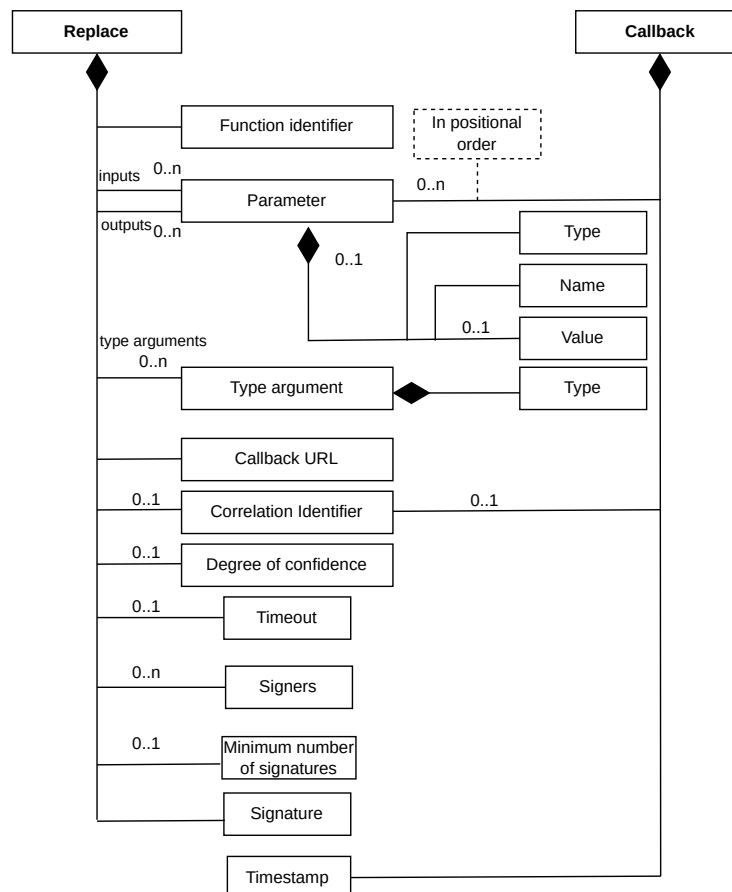 Replace
Callback
Function identifier
In positional
order
inputs
0..n
Parameter
0..n
outputs
0..n
Type
0..1
Name
0..1
Value
type arguments
0..n
Type argument
Type
Callback URL
0..1
Correlation Identifier
0..1
0..1
Degree of confidence
0..1
Timeout
0..n
Signers
0..1
Minimum number
of signatures
Signature
Timestamp